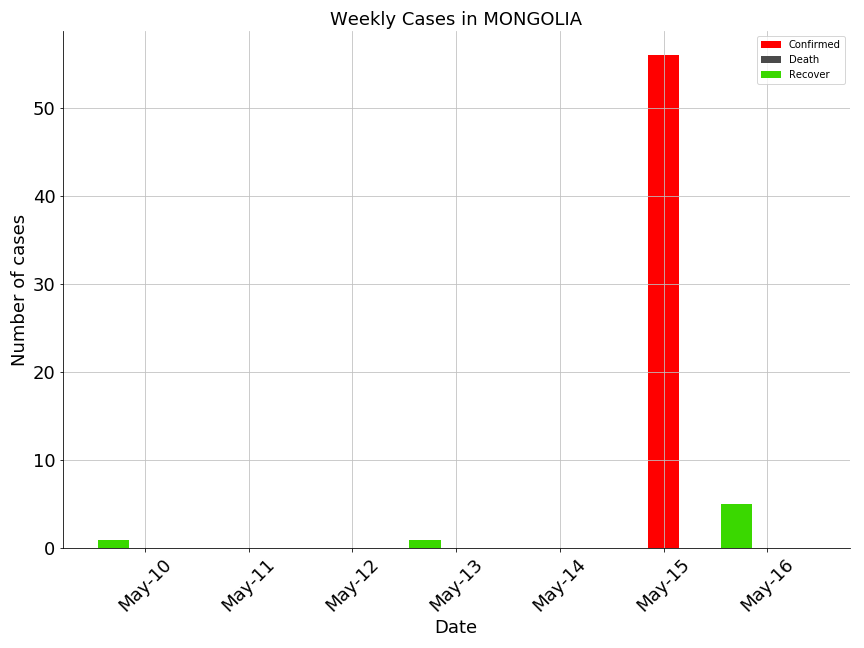 Weekly Cases in MONGOLIA
Confirmed
Death
Recover
Number of cases
50
40
30
20
10
0
May-10
May-11
May-12
May-13
May-14
May-15
May-16
Date